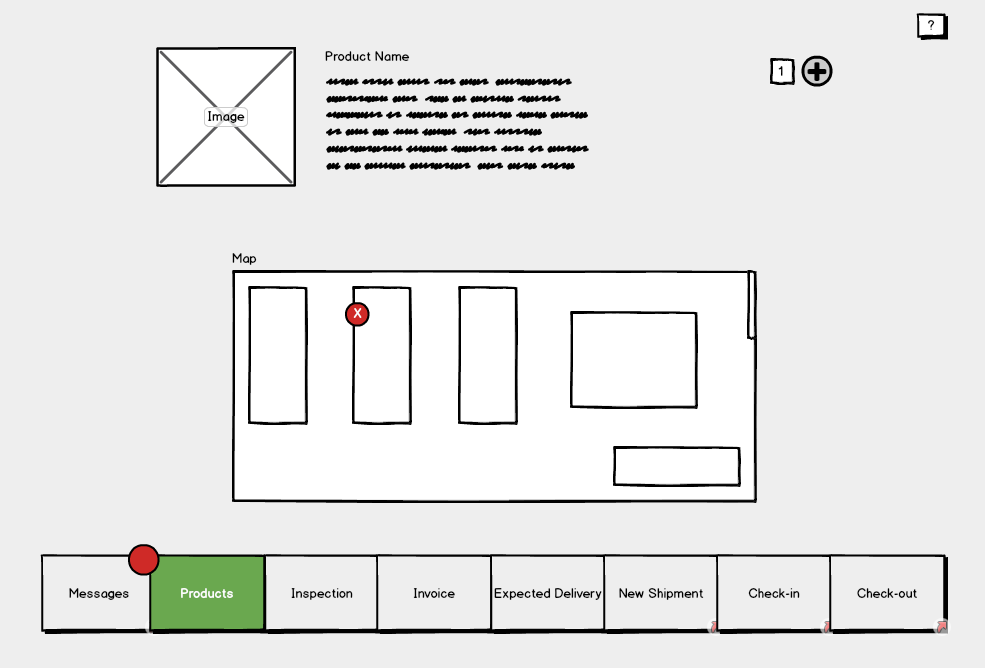 ?
Product Name
1
Image
Map
X
Messages
Products
Inspection
Invoice
Expected Delivery
New Shipment
Check-in
Check-out